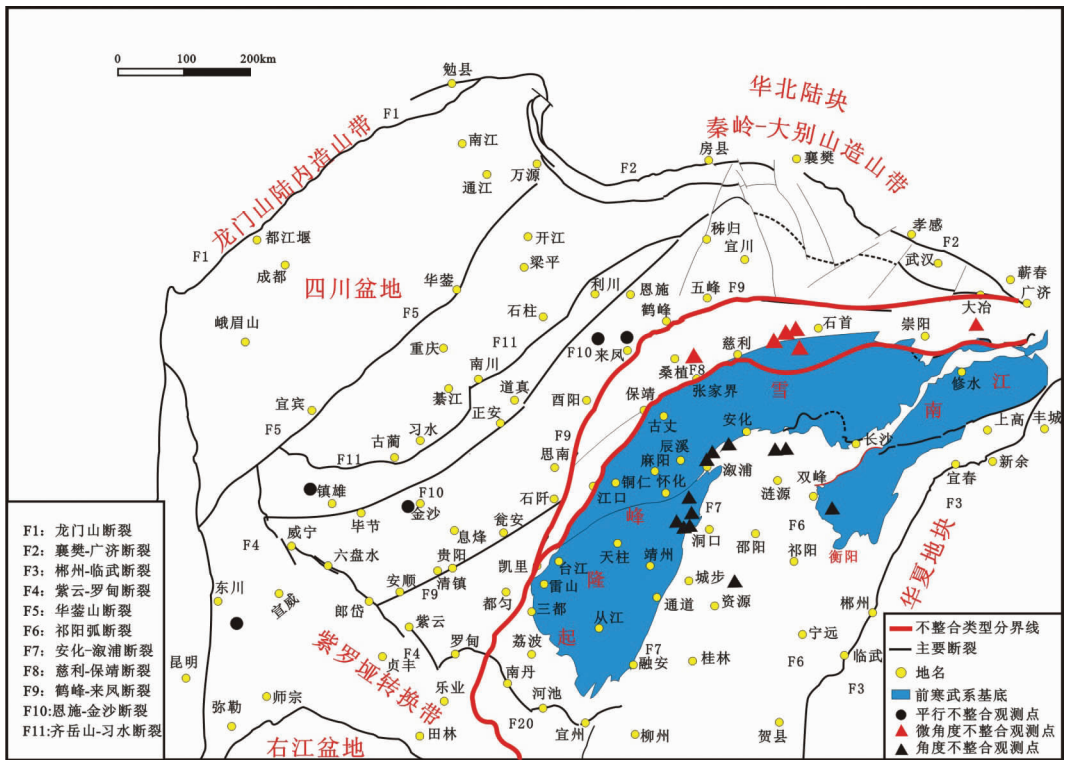 0 100 200km
勉县
华北陆块
F1
秦岭-大别山造山带
龙门山陆内造山带
南江
房县
襄樊
通江
万源
F2
都江堰
开江
秭归
宜川
孝感
F2
F1
成都
梁平
武汉
蕲春
四川盆地
华蓥
利川
恩施
五峰
F9
广济
石柱
鹤峰
大冶
峨眉山
F5
石首
崇阳
重庆
F11
F10
来凤
慈利
南川
桑植
F8
綦江
道真
张家界
雪
修水
江
宜宾
正安
酉阳
保靖
南
习水
古丈
安化
上高
丰城
F5
古蔺
F9
辰溪
长沙
F11
思南
麻阳
溆浦
新余
镇雄
F10
铜仁
怀化
涟源
双峰
宜春
金沙
石阡
江口
F3
毕节
瓮安
峰
F7
洞口
F6
F4
威宁
息烽
天柱
邵阳
祁阳
衡阳
六盘水
贵阳
凯里
台江
靖州
华夏地块
东川
安顺
清镇
隆
雷山
城步
宣威
F9
都匀
郎岱
三都
从江
通道
资源
郴州
紫云
起
紫罗垭转换带
罗甸
荔波
宁远
昆明
贞丰
F4
F7
融安
桂林
F6
临武
南丹
F3
师宗
乐业
河池
弥勒
F20
右江盆地
田林
宜州
柳州
贺县
F1：龙门山断裂
F2：襄樊-广济断裂
F3：郴州-临武断裂
F4：紫云-罗甸断裂
F5：华蓥山断裂
F6：祁阳弧断裂
F7：安化-溆浦断裂
F8：慈利-保靖断裂
F9：鹤峰-来凤断裂
F10:恩施-金沙断裂
F11:齐岳山-习水断裂
不整合类型分界线
主要断裂
地名
前寒武系基底
平行不整合观测点
微角度不整合观测点
角度不整合观测点